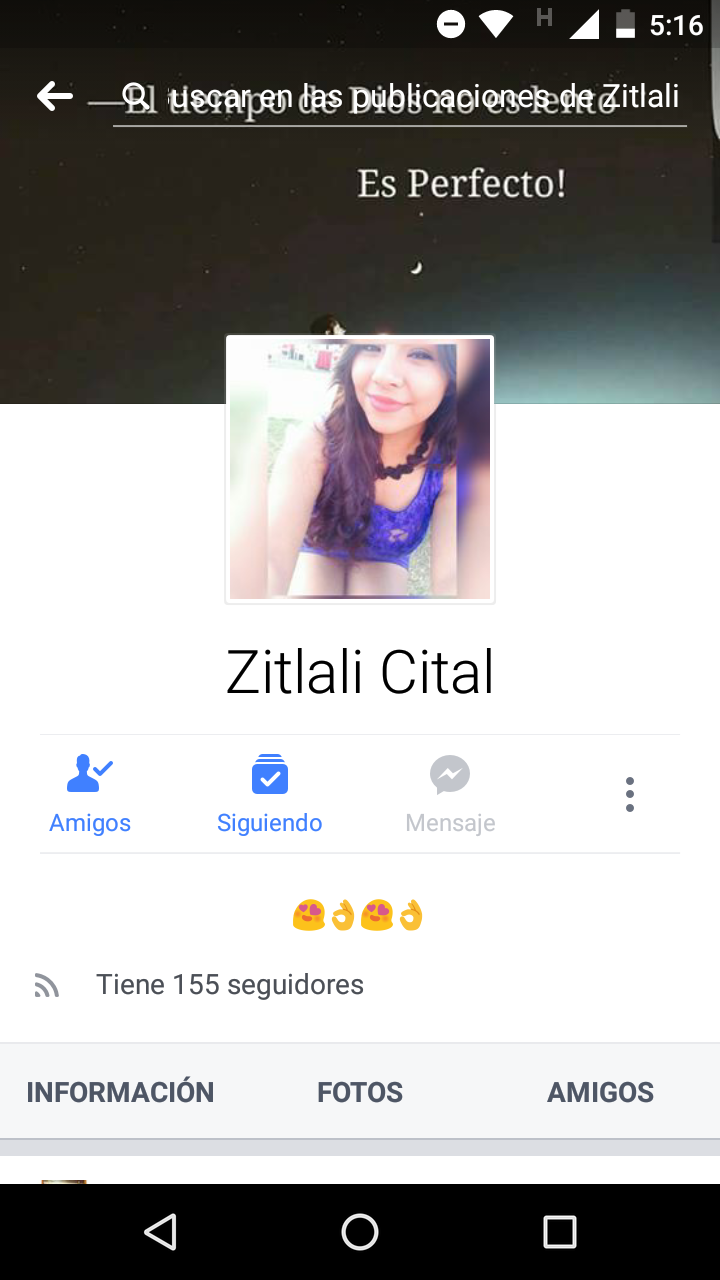 H 5:16
—El tiempo de Dios no es lento
uscar en las publicaciones de Zitlali
Es Perfecto!
Zitlali Cital
Amigos
Siguiendo
Mensaje
😍👌😍👌
Tiene 155 seguidores
INFORMACIÓN FOTOS AMIGOS